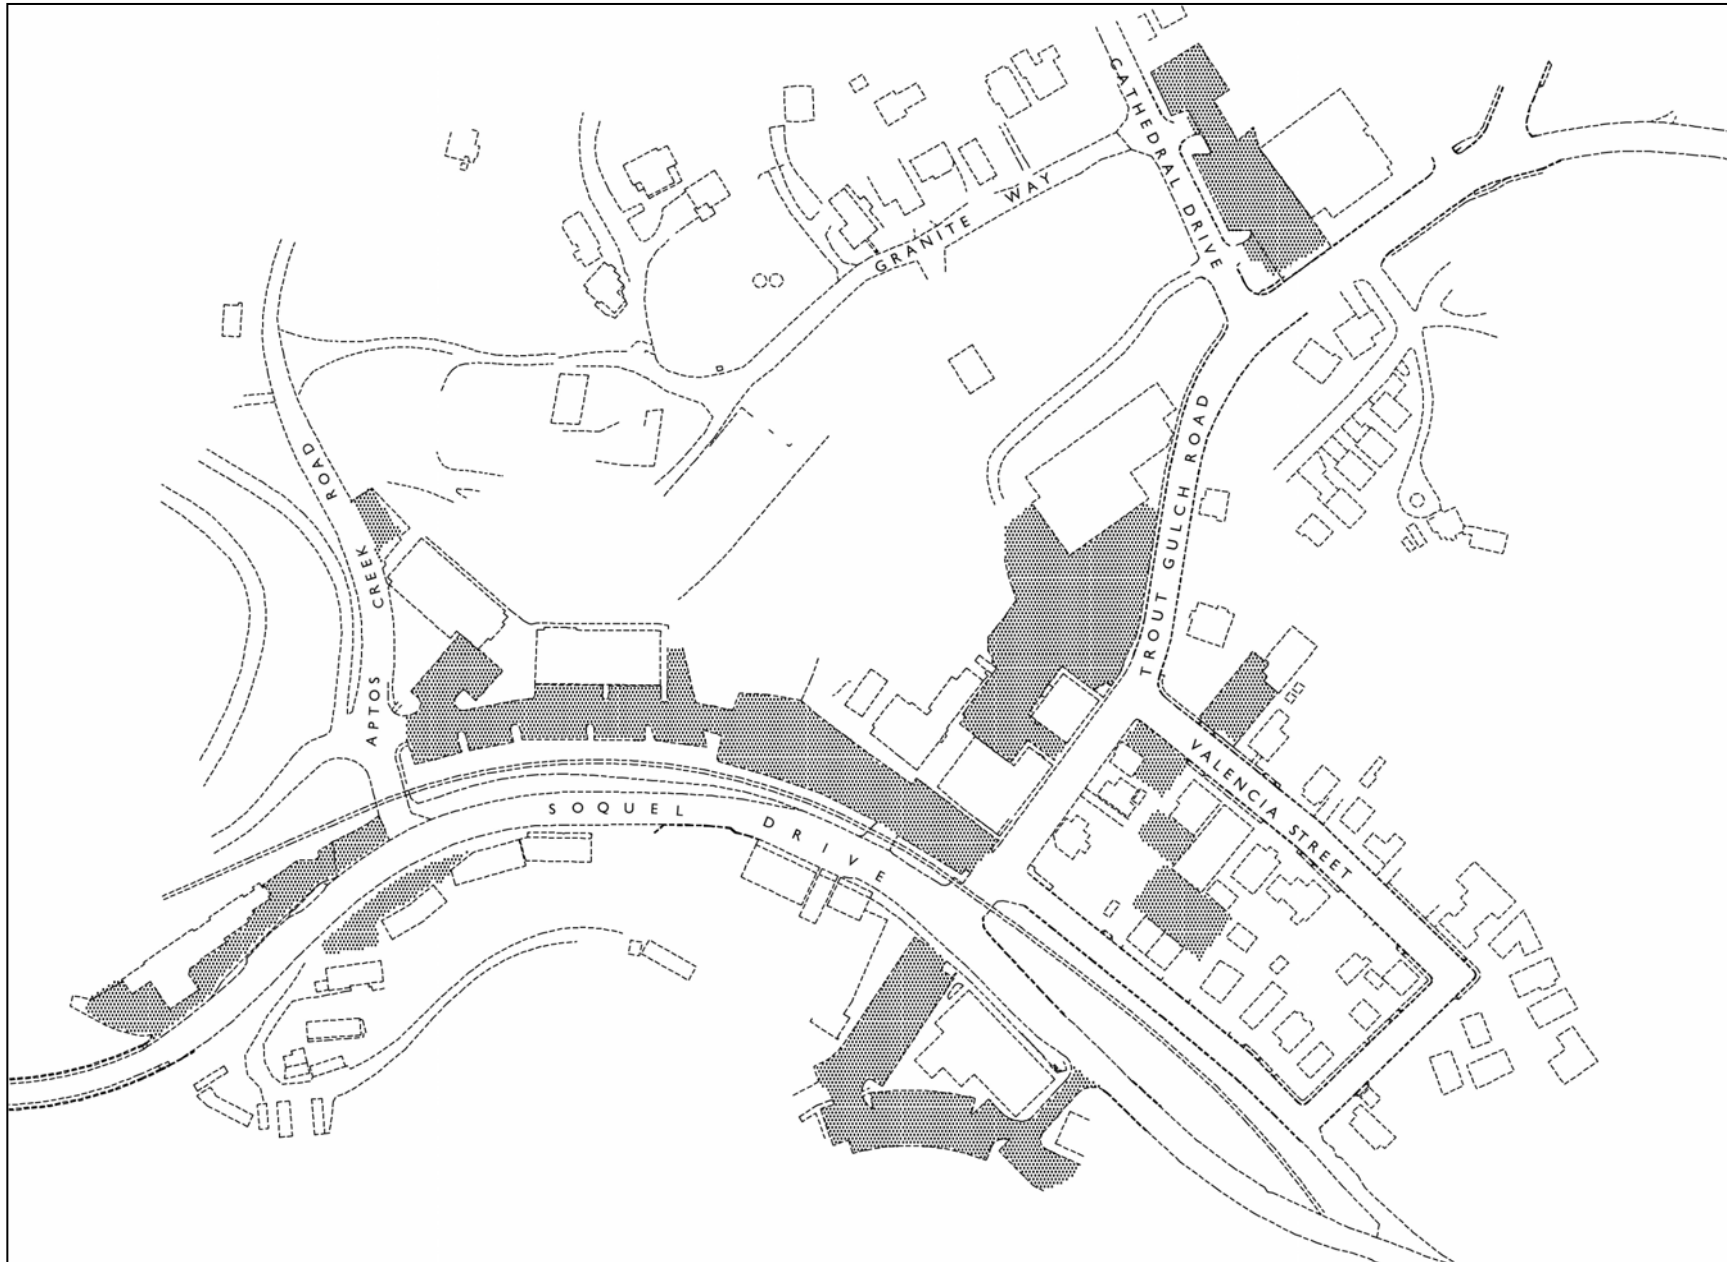 CATHEDRAL DRIVE
GRANITE WAY
TROUT GULCH ROAD
APTOS CREEK ROAD
VALENCIA STREET
SOQUEL DRIVE